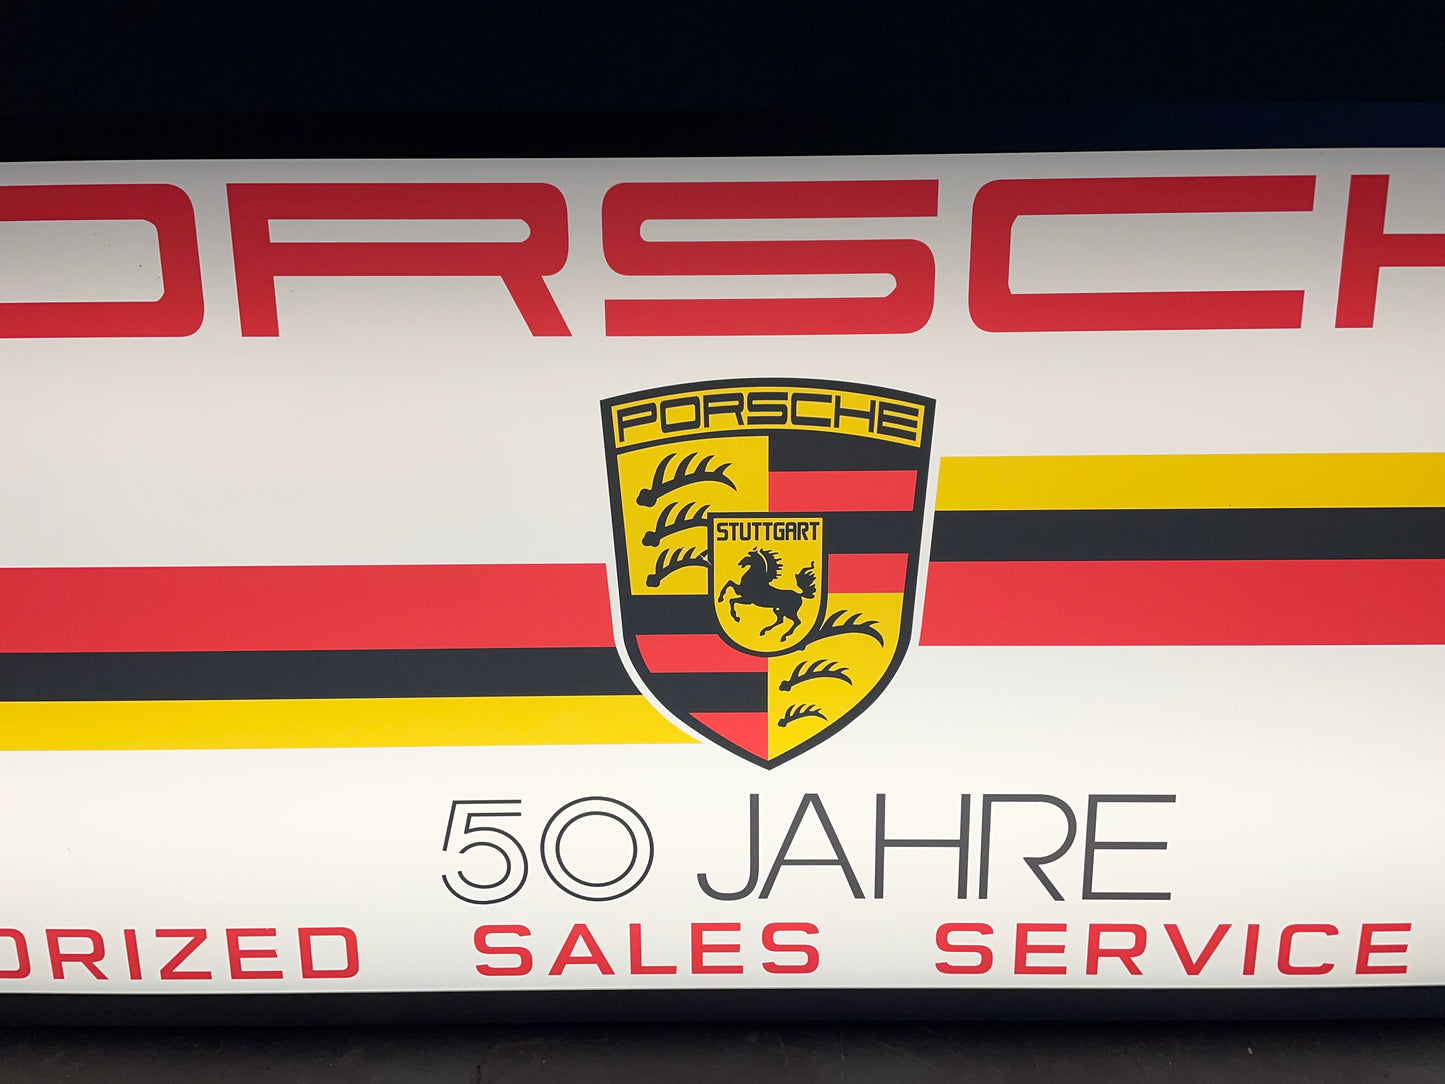 ORSCH
PORSCHE
STUTTGART
50 JAHRE
ORIZED SALES SERVICE